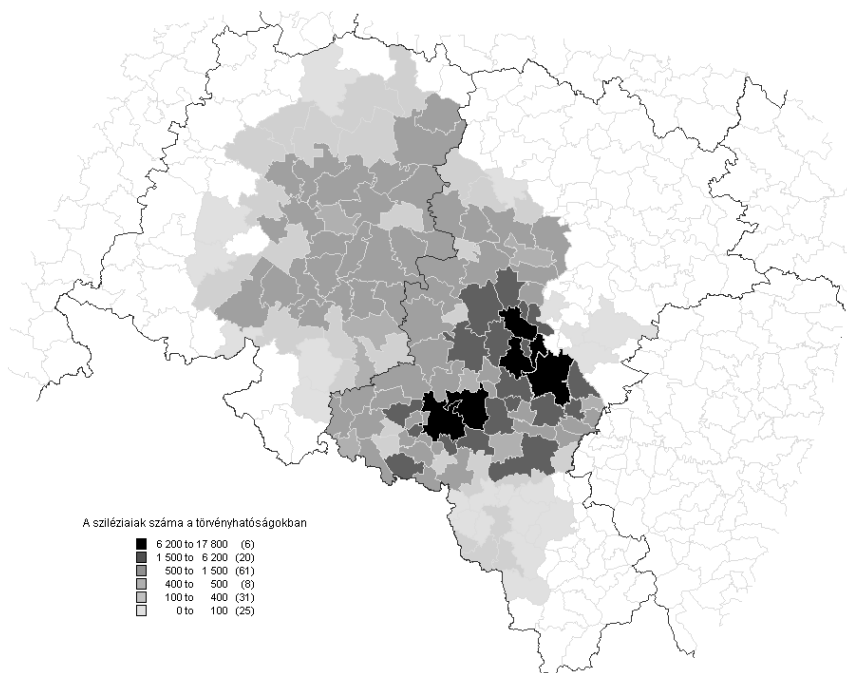 A sziléziaiak száma a törvényhatóságokban
6 200 to 17 800 (6)
1 500 to 6 200 (20)
500 to 1 500 (61)
400 to 500 (8)
100 to 400 (31)
0 to 100 (25)